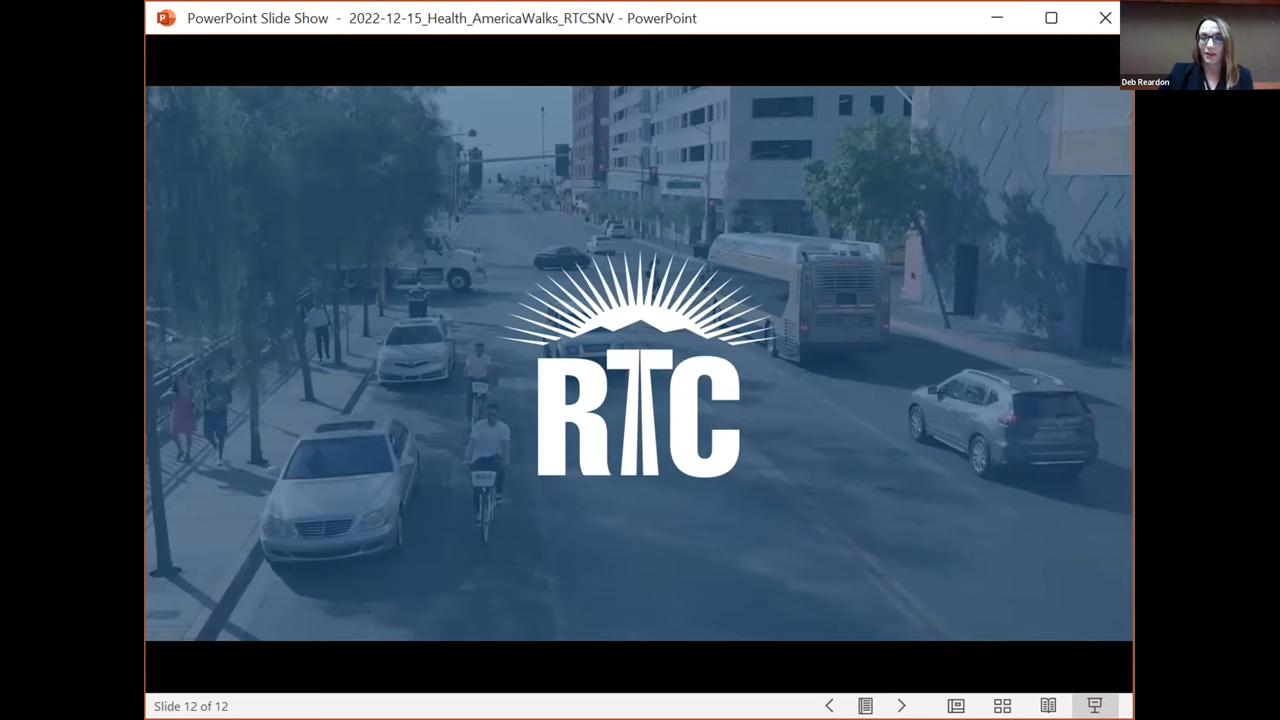 PowerPoint Slide Show - 2022-12-15_Health_AmericaWalks_RTCSNV - PowerPoint
Deb Reardon
RTC
Slide 12 of 12